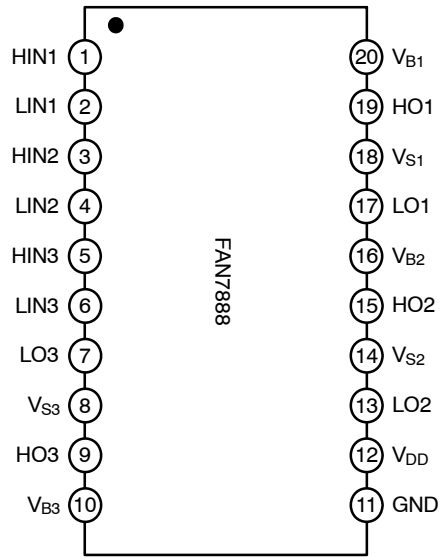 HIN1 1
LIN1 2
HIN2 3
LIN2 4
HIN3 5
LIN3 6
LO3 7
VS3 8
HO3 9
VB3 10
FAN7888
20 VB1
19 HO1
18 VS1
17 LO1
16 VB2
15 HO2
14 VS2
13 LO2
12 VDD
11 GND